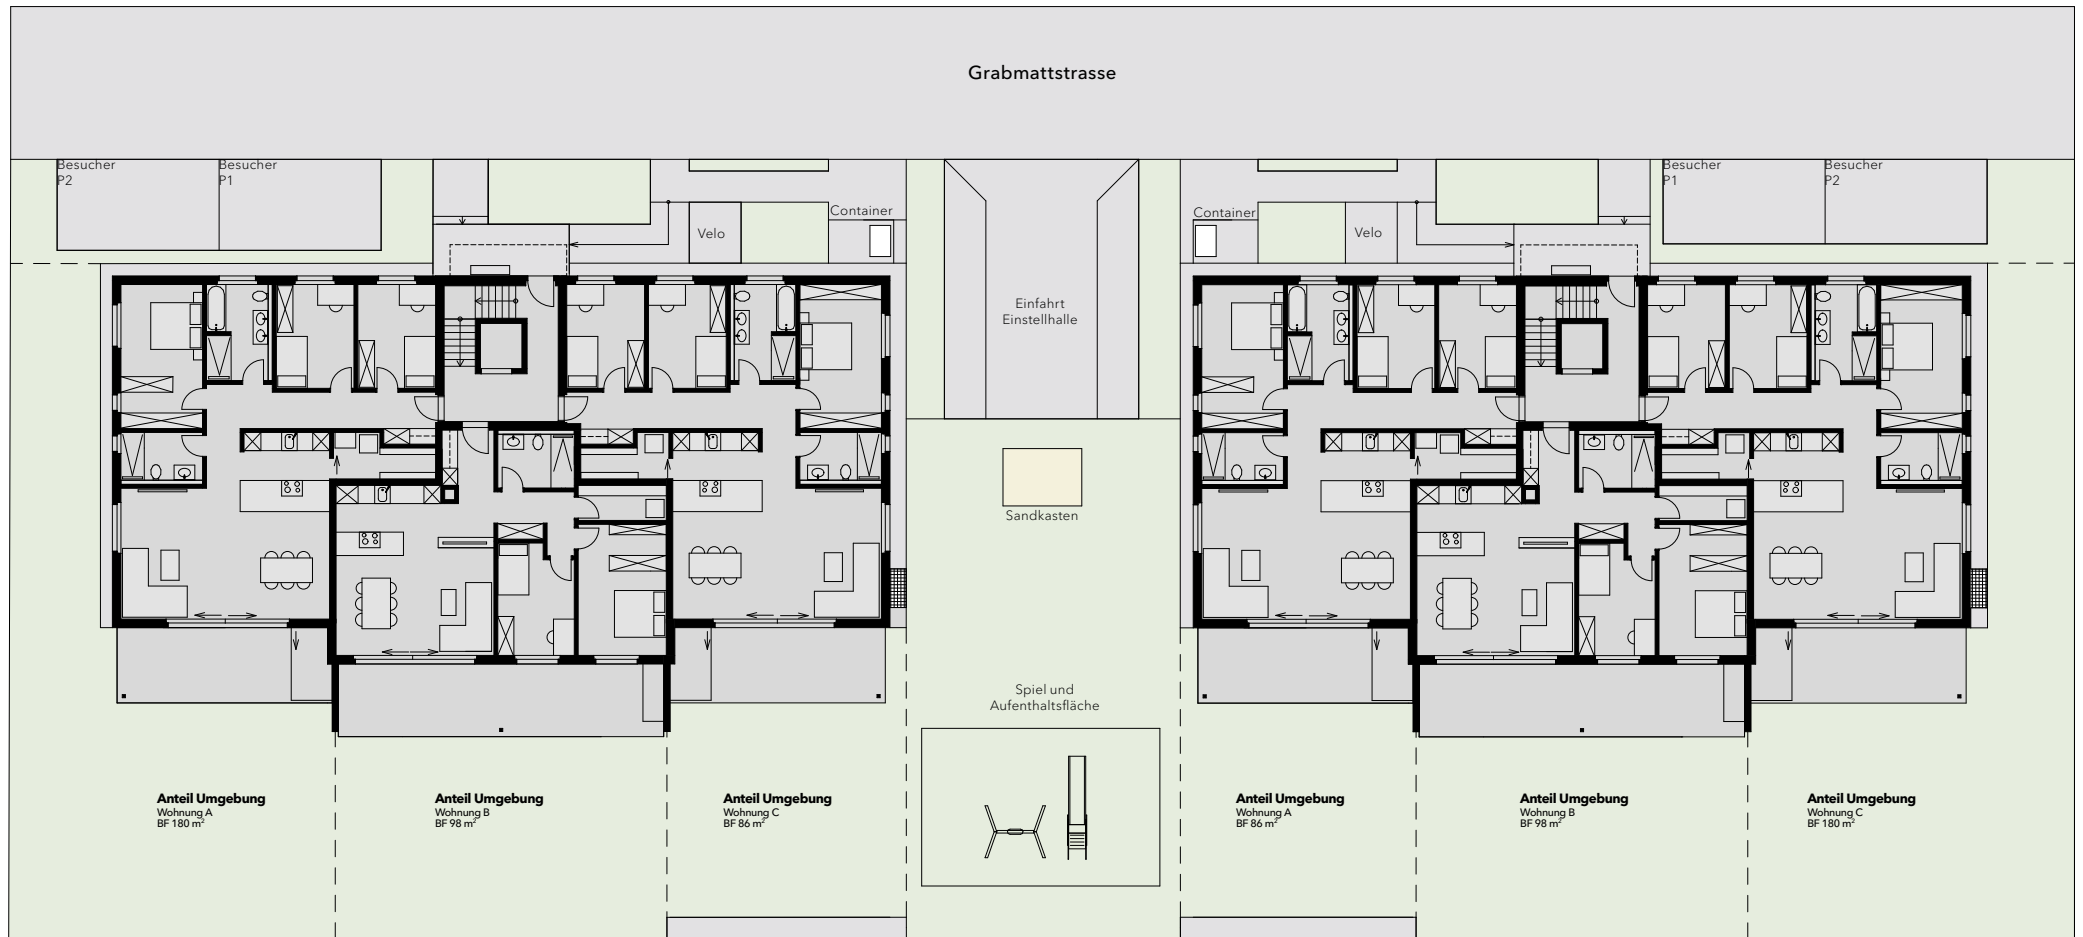 Grabmattstrasse
Besucher
P2
Besucher
P1
Velo
Container
Container
Velo
Besucher
P1
Besucher
P2
Einfahrt
Einstellhalle
Sandkasten
Spiel und
Aufenthaltsfläche
Anteil Umgebung
Wohnung A
BF 180 m²
Anteil Umgebung
Wohnung B
BF 98 m²
Anteil Umgebung
Wohnung C
BF 86 m²
Anteil Umgebung
Wohnung A
BF 86 m²
Anteil Umgebung
Wohnung B
BF 98 m²
Anteil Umgebung
Wohnung C
BF 180 m²